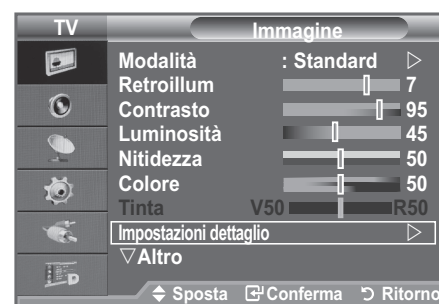 TV Immagine
Modalità : Standard
Retroillum 7
Contrasto 95
Luminosità 45
Nitidezza 50
Colore 50
Tinta V50 R50
Impostazioni dettaglio
▽Altro
Sposta Conferma Ritorno